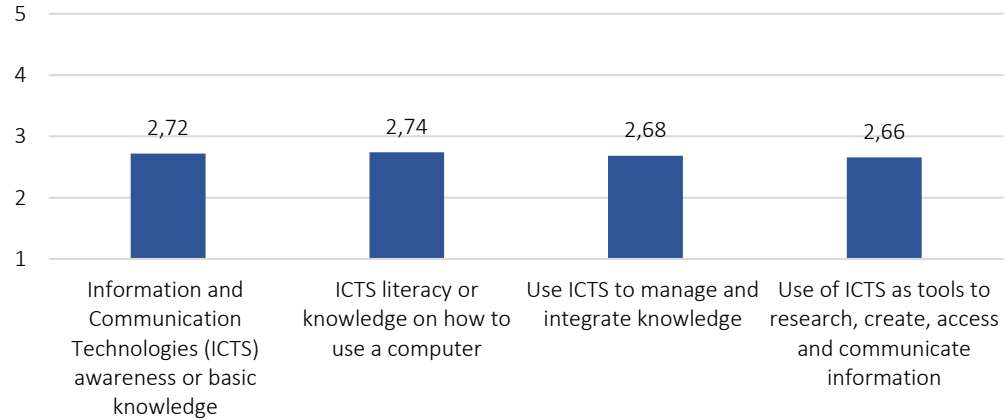 5
4
3
2
1
2,72
2,74
2,68
2,66
Information and
Communication
Technologies (ICTS)
awareness or basic
knowledge
ICTS literacy or
knowledge on how to
use a computer
Use ICTS to manage and
integrate knowledge
Use of ICTS as tools to
research, create, access
and communicate
information